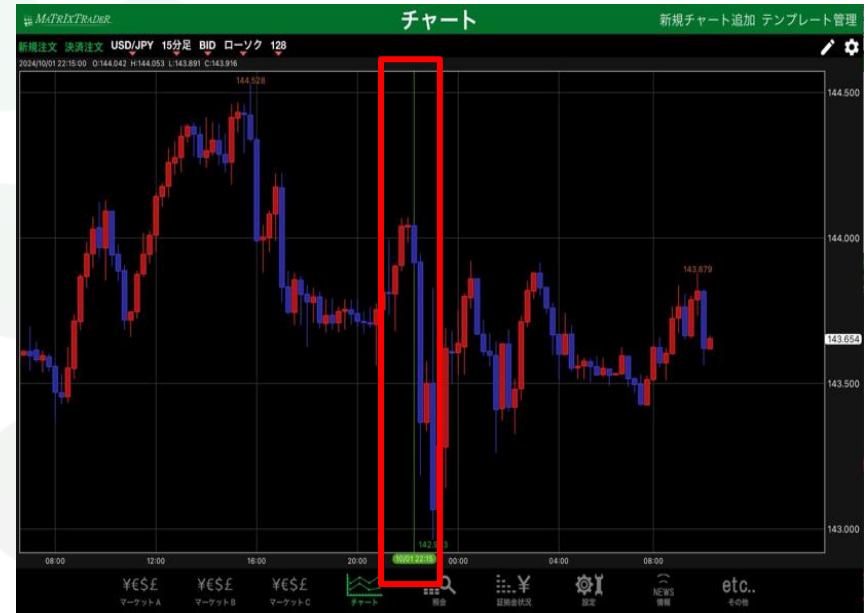 MATRIXTRADER
チャート
新規チャート追加 テンプレート管理
新規注文 決済注文 USD/JPY 15分足 BID ローソク 128
2024/10/01 22:15:00 O:144.042 H:144.053 L:143.891 C:143.916
144.528
144.500
144.000
143.879
143.654
143.500
143.000
08:00 12:00 16:00 20:00 10/01 22:15 00:00 04:00 08:00
¥€$£ ¥€$£ ¥€$£ ¥ NEWS etc..
マーケットA マーケットB マーケットC チャート 照会 証拠金状況 設定 情報 その他